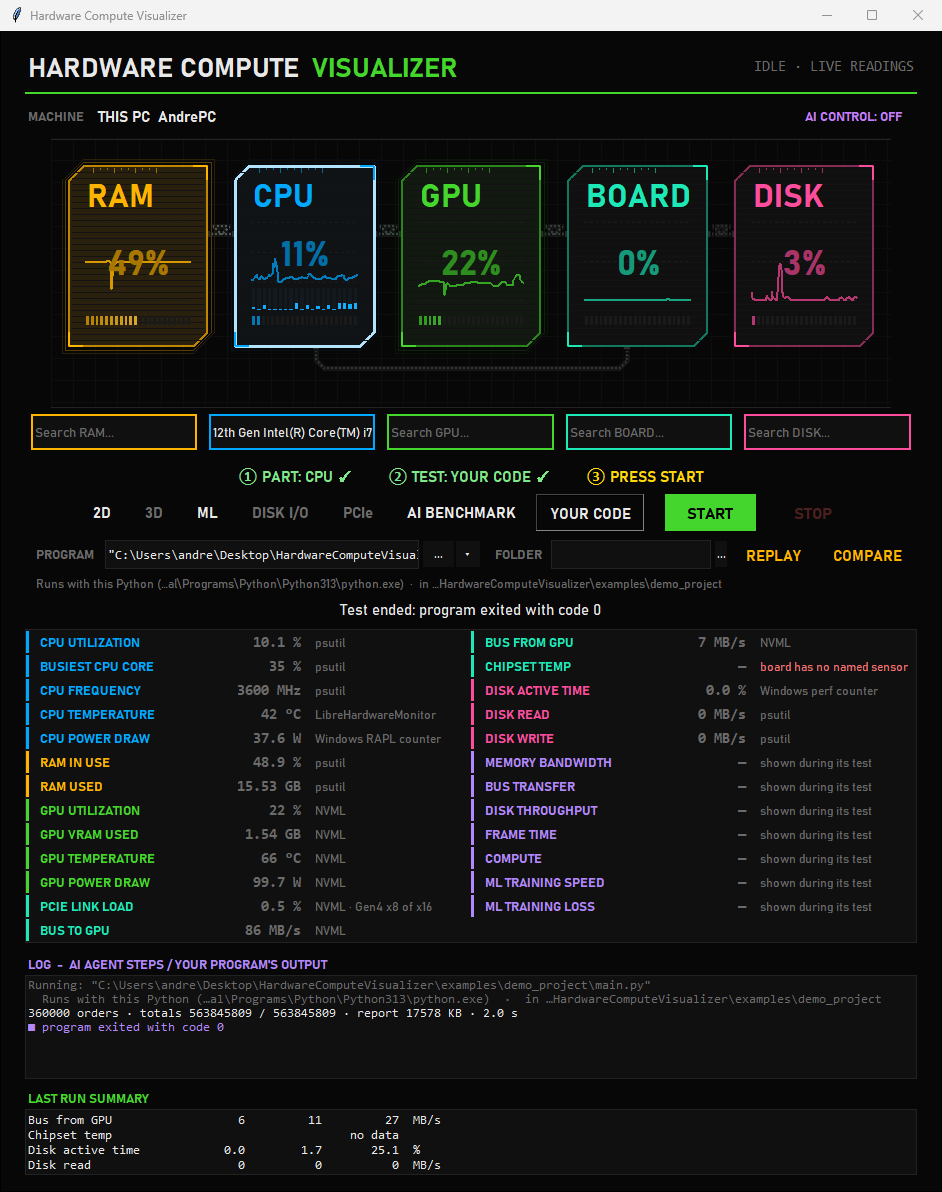 Hardware Compute Visualizer
HARDWARE COMPUTE VISUALIZER
IDLE · LIVE READINGS
MACHINE THIS PC AndrePC
AI CONTROL: OFF
RAM CPU GPU BOARD DISK
49% 11% 22% 0% 3%
Search RAM... 12th Gen Intel(R) Core(TM) i7 Search GPU... Search BOARD... Search DISK...
① PART: CPU ✓ ② TEST: YOUR CODE ✓ ③ PRESS START
2D 3D ML DISK I/O PCIe AI BENCHMARK YOUR CODE START STOP
PROGRAM "C:\Users\andre\Desktop\HardwareComputeVisual ... ▾ FOLDER ... REPLAY COMPARE
Runs with this Python (…al\Programs\Python\Python313\python.exe) · in …HardwareComputeVisualizer\examples\demo_project
Test ended: program exited with code 0
CPU UTILIZATION 10.1 % psutil
BUSIEST CPU CORE 35 % psutil
CPU FREQUENCY 3600 MHz psutil
CPU TEMPERATURE 42 °C LibreHardwareMonitor
CPU POWER DRAW 37.6 W Windows RAPL counter
RAM IN USE 48.9 % psutil
RAM USED 15.53 GB psutil
GPU UTILIZATION 22 % NVML
GPU VRAM USED 1.54 GB NVML
GPU TEMPERATURE 66 °C NVML
GPU POWER DRAW 99.7 W NVML
PCIE LINK LOAD 0.5 % NVML · Gen4 x8 of x16
BUS TO GPU 86 MB/s NVML
BUS FROM GPU 7 MB/s NVML
CHIPSET TEMP — board has no named sensor
DISK ACTIVE TIME 0.0 % Windows perf counter
DISK READ 0 MB/s psutil
DISK WRITE 0 MB/s psutil
MEMORY BANDWIDTH — shown during its test
BUS TRANSFER — shown during its test
DISK THROUGHPUT — shown during its test
FRAME TIME — shown during its test
COMPUTE — shown during its test
ML TRAINING SPEED — shown during its test
ML TRAINING LOSS — shown during its test
LOG - AI AGENT STEPS / YOUR PROGRAM'S OUTPUT
Running: "C:\Users\andre\Desktop\HardwareComputeVisualizer\examples\demo_project\main.py"
Runs with this Python (…al\Programs\Python\Python313\python.exe) · in …HardwareComputeVisualizer\examples\demo_project
360000 orders · totals 563845809 / 563845809 · report 17578 KB · 2.0 s
■ program exited with code 0
LAST RUN SUMMARY
Bus from GPU 6 11 27 MB/s
Chipset temp no data
Disk active time 0.0 1.7 25.1 %
Disk read 0 0 0 MB/s